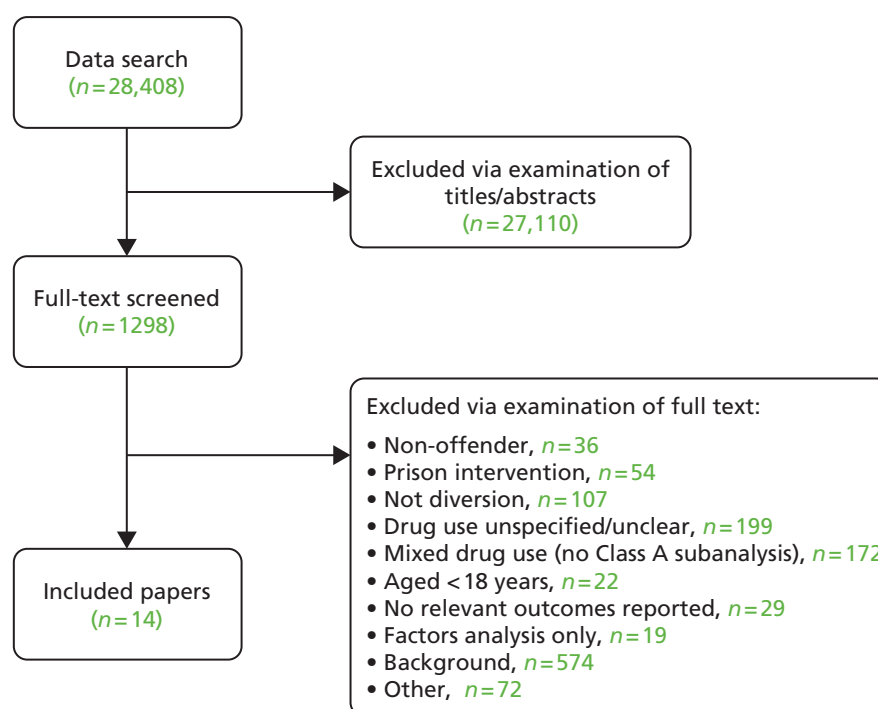 Data search
(n=28,408)
Excluded via examination of
titles/abstracts
(n=27,110)
Full-text screened
(n=1298)
Excluded via examination of full text:
• Non-offender, n=36
• Prison intervention, n=54
• Not diversion, n=107
• Drug use unspecified/unclear, n=199
• Mixed drug use (no Class A subanalysis), n=172
• Aged <18 years, n=22
• No relevant outcomes reported, n=29
• Factors analysis only, n=19
• Background, n=574
• Other, n=72
Included papers
(n=14)